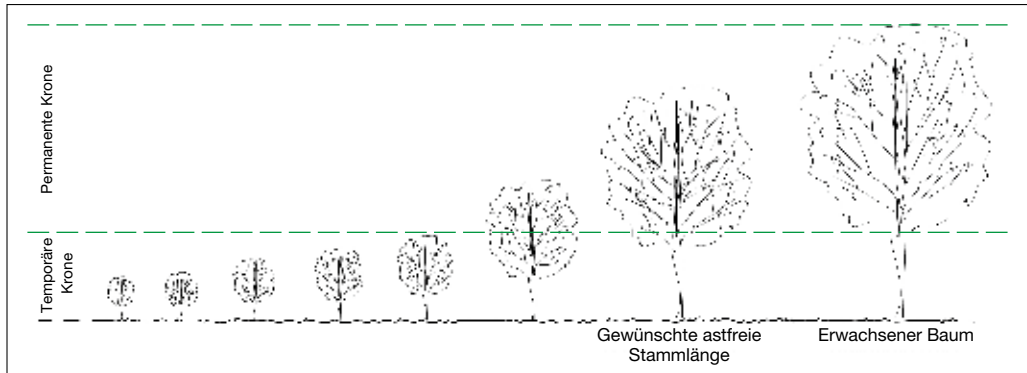 Permanente Krone
Temporäre
Krone
Gewünschte astfreie
Stammlänge
Erwachsener Baum